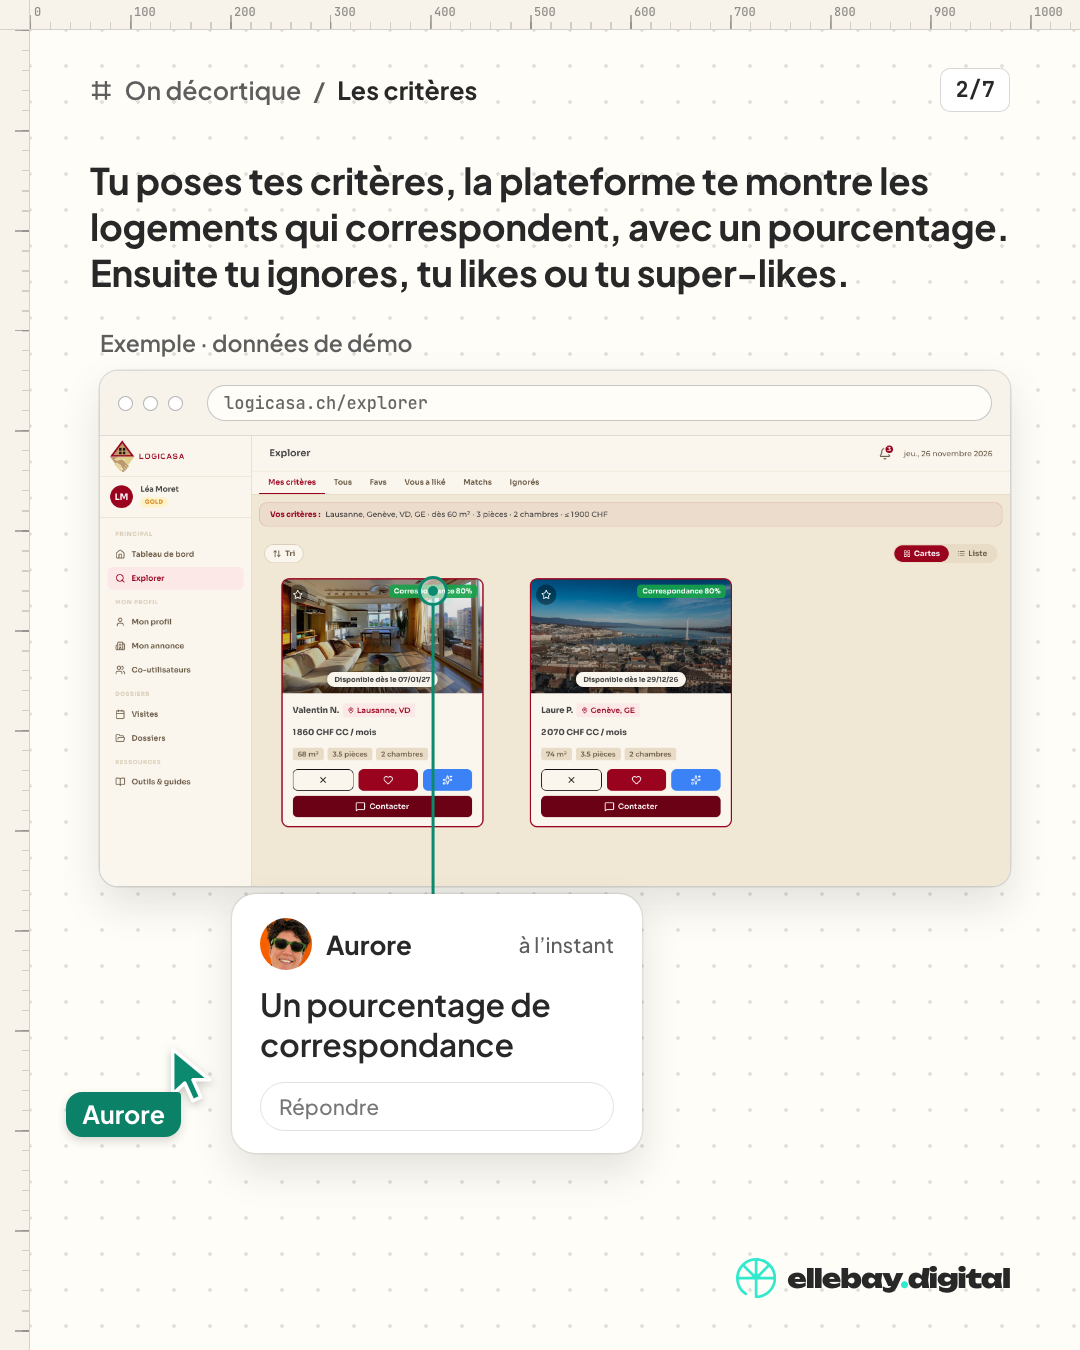 0 100 200 300 400 500 600 700 800 900 1000
On décortique / Les critères
2/7
Tu poses tes critères, la plateforme te montre les
logements qui correspondent, avec un pourcentage.
Ensuite tu ignores, tu likes ou tu super-likes.
Exemple · données de démo
logicasa.ch/explorer
LOGICASA
Explorer
3
jeu., 26 novembre 2026
LM
Léa Moret
GOLD
Mes critères Tous Favs Vous a liké Matchs Ignorés
Vos critères : Lausanne, Genève, VD, GE · dès 60 m² · 3 pièces · 2 chambres · ≤ 1900 CHF
PRINCIPAL
Tableau de bord
Explorer
MON PROFIL
Mon profil
Mon annonce
Co-utilisateurs
DOSSIERS
Visites
Dossiers
RESSOURCES
Outils & guides
Tri
Cartes Liste
80%
Disponible dès le 07/01/27
Valentin N. Lausanne, VD
1860 CHF CC / mois
68 m² 3.5 pièces 2 chambres
Contacter
Correspondance 80%
Disponible dès le 29/12/26
Laure P. Genève, GE
2070 CHF CC / mois
74 m² 3.5 pièces 2 chambres
Contacter
Aurore
à l'instant
Un pourcentage de
correspondance
Répondre
Aurore
ellebay.digital